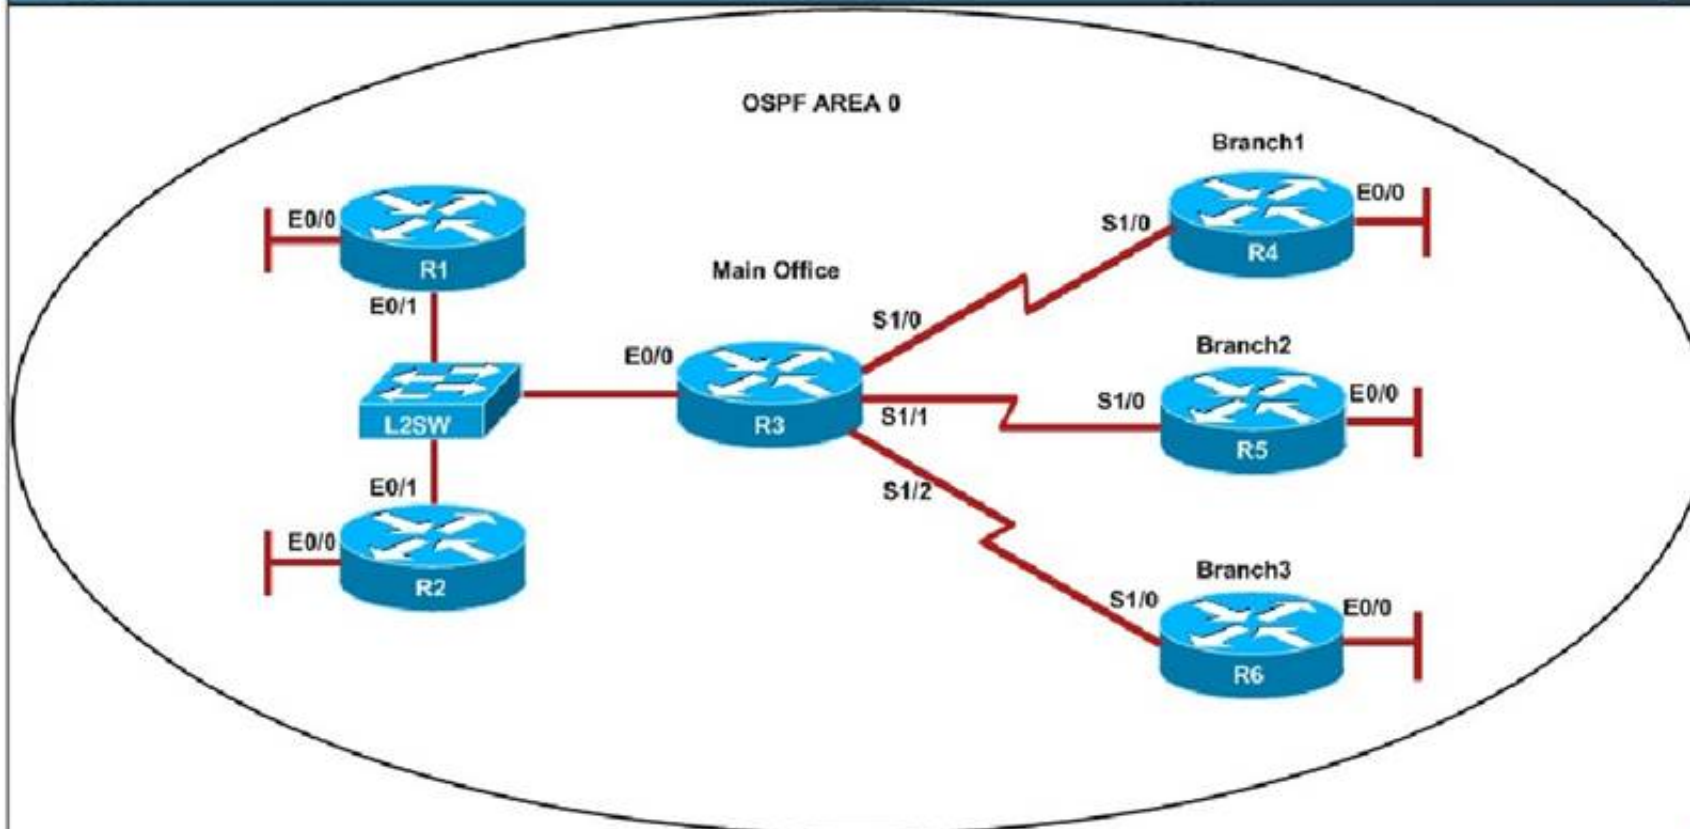 OSPF AREA 0
Branch1
E0/0
E0/0
S1/0
R4
R1
Main Office
E0/1
S1/0
Branch2
E0/0
E0/0
S1/0
S1/1
L2SW
R3
R5
E0/1
S1/2
E0/0
Branch3
S1/0
E0/0
R2
R6